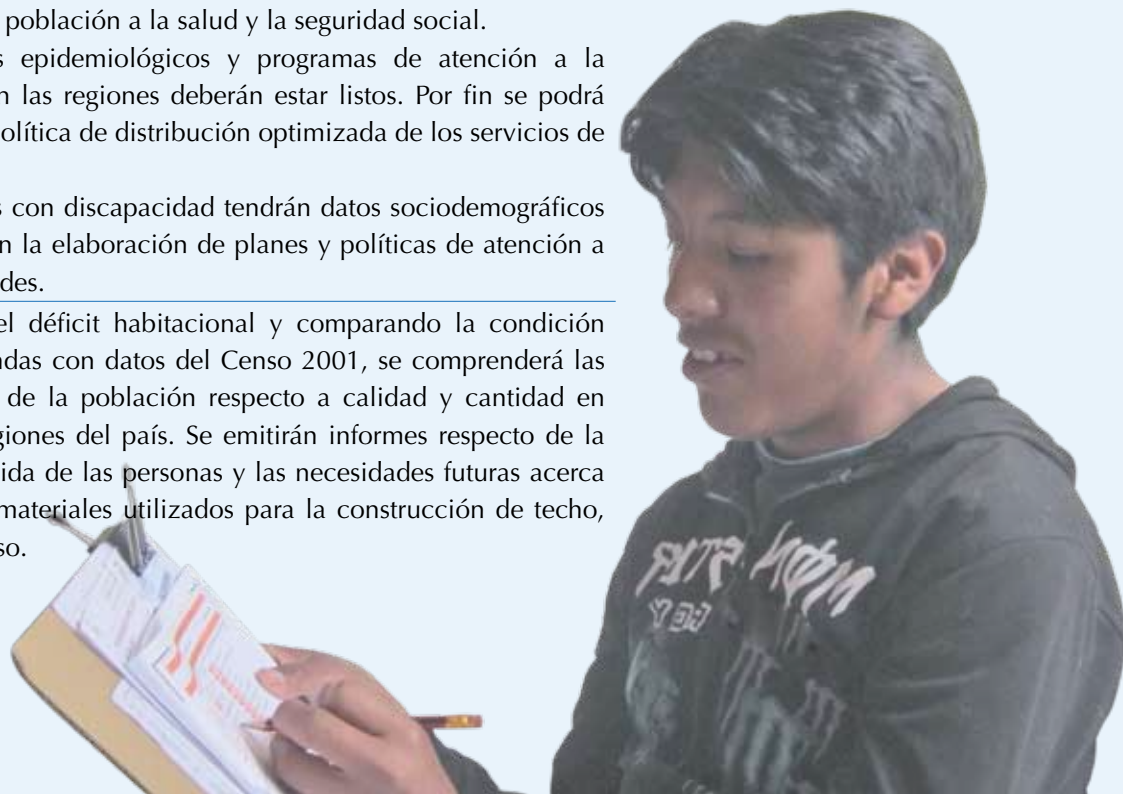 población a la salud y la seguridad social.
s epidemiológicos y programas de atención a la
n las regiones deberán estar listos. Por fin se podrá
olítica de distribución optimizada de los servicios de
s con discapacidad tendrán datos sociodemográficos
n la elaboración de planes y políticas de atención a
des.
el déficit habitacional y comparando la condición
ndas con datos del Censo 2001, se comprenderá las
de la población respecto a calidad y cantidad en
giones del país. Se emitirán informes respecto de la
ida de las personas y las necesidades futuras acerca
materiales utilizados para la construcción de techo,
so.